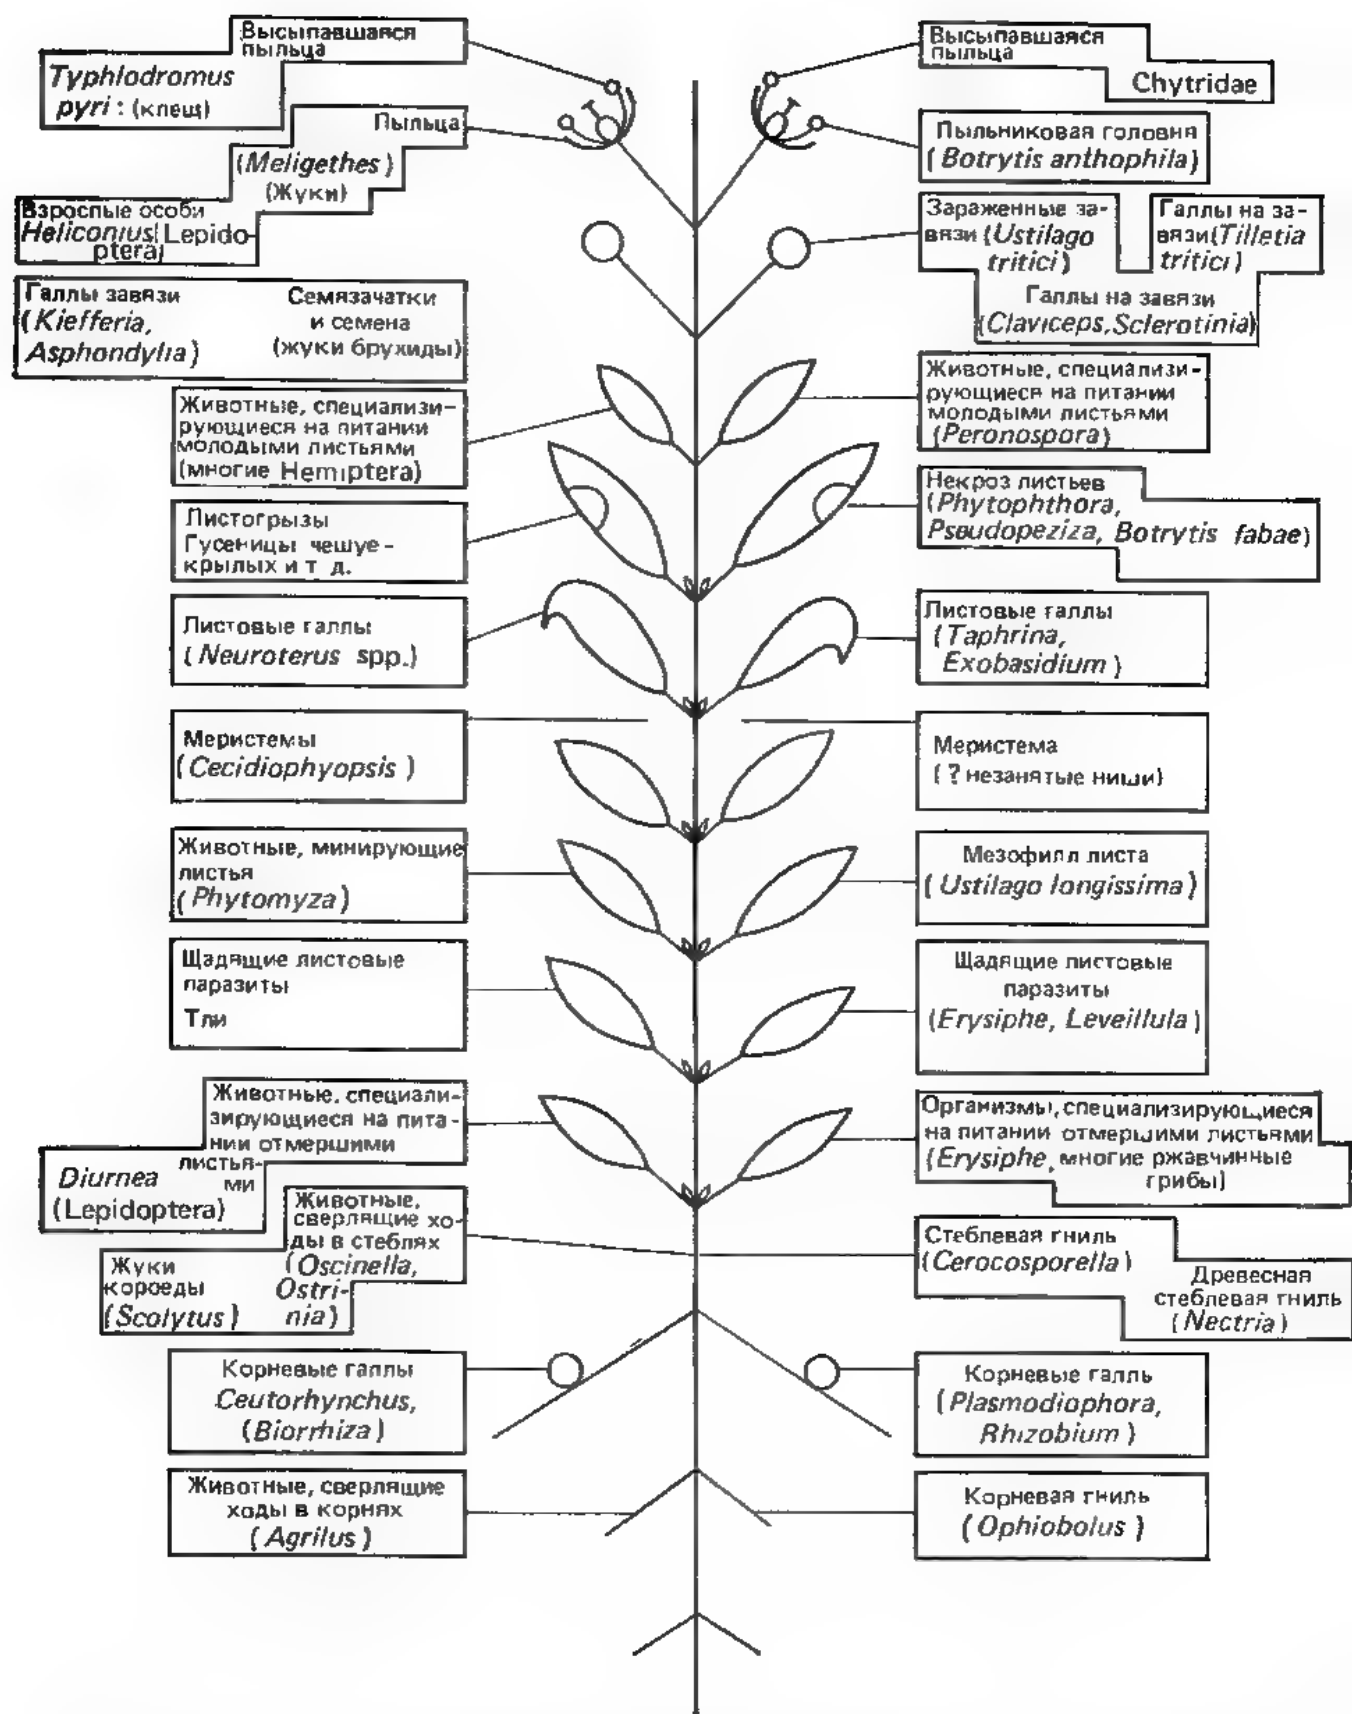 Высыпавшаяся
пыльца
Typhlodromus
pyri: (клещ)
Пыльца
(Meligethes)
(Жуки)
Взрослые особи
Heliconius(Lepido-
ptera)
Галлы завязи
(Kiefferia,
Asphondylia)
Семязачатки
и семена
(жуки брухиды)
Животные, специализи-
рующиеся на питании
молодыми листьями
(многие Hemiptera)
Листогрызы
Гусеницы чешуе-
крылых и т д.
Листовые галлы
(Neuroterus spp.)
Меристемы
(Cecidiophyopsis)
Животные, минирующие
листья
(Phytomyza)
Щадящие листовые
паразиты
Тли
Животные, специали-
зирующиеся на пита-
нии отмершими
листья-
ми
Diurnea
(Lepidoptera)
Животные,
сверлящие хо-
ды в стеблях
(Oscinella,
Ostri-
nia)
Жуки
короеды
(Scolytus)
Корневые галлы
Ceutorhynchus,
(Biorrhiza)
Животные, сверлящие
ходы в корнях
(Agrilus)
Высыпавшаяся
пыльца
Chytridae
Пыльниковая головня
(Botrytis anthophila)
Зараженные за-
вязи (Ustilago
tritici)
Галлы на за-
вязи(Tilletia
tritici)
Галлы на завязи
(Claviceps,Sclerotinia)
Животные, специализи-
рующиеся на питании
молодыми листьями
(Peronospora)
Некроз листьев
(Phytophthora,
Pseudopeziza, Botrytis fabae)
Листовые галлы
(Taphrina,
Exobasidium)
Меристема
(? незанятые ниши)
Мезофилл листа
(Ustilago longissima)
Щадящие листовые
паразиты
(Erysiphe, Leveillula)
Организмы, специализирующиеся
на питании отмершими листьями
(Erysiphe, многие ржавчинные
грибы)
Стеблевая гниль
(Cerocosporella)
Древесная
стеблевая гниль
(Nectria)
Корневые галль
(Plasmodiophora,
Rhizobium)
Корневая гниль
(Ophiobolus)